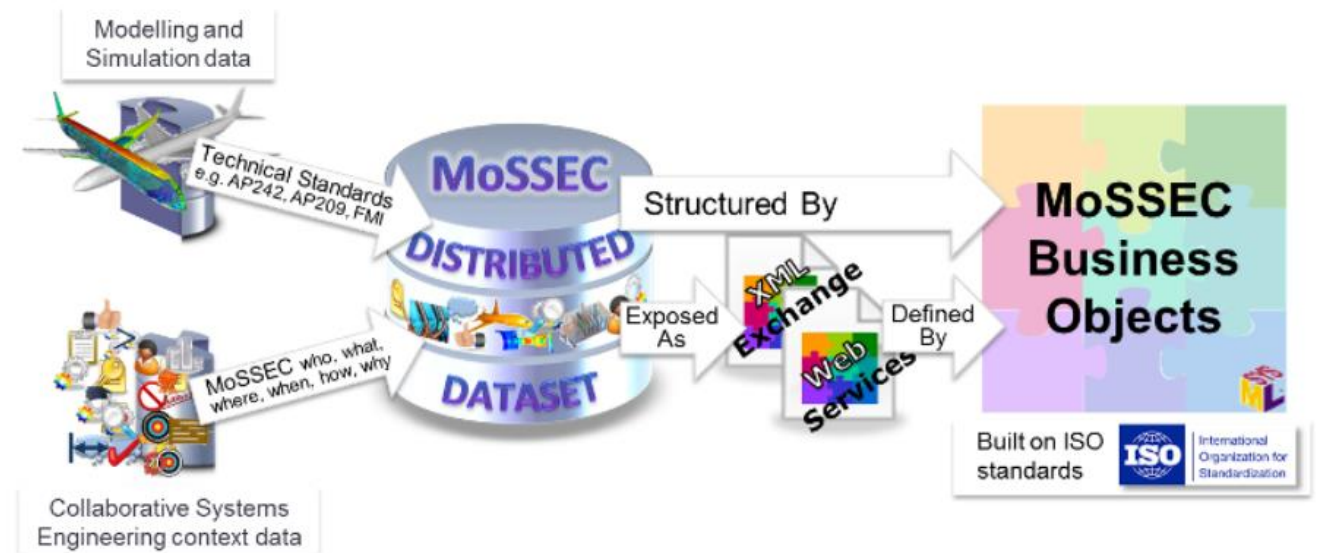 Modelling and
Simulation data
Technical Standards
e.g. AP242, AP209, FMI
MoSSEC
DISTRIBUTED
DATASET
MoSSEC who, what,
where, when, how, why
Collaborative Systems
Engineering context data
Structured By
Exposed
As
XML
Exchange
Web
Services
Defined
By
MoSSEC
Business
Objects
SYS
ML
Built on ISO
standards
ISO
International
Organization for
Standardization